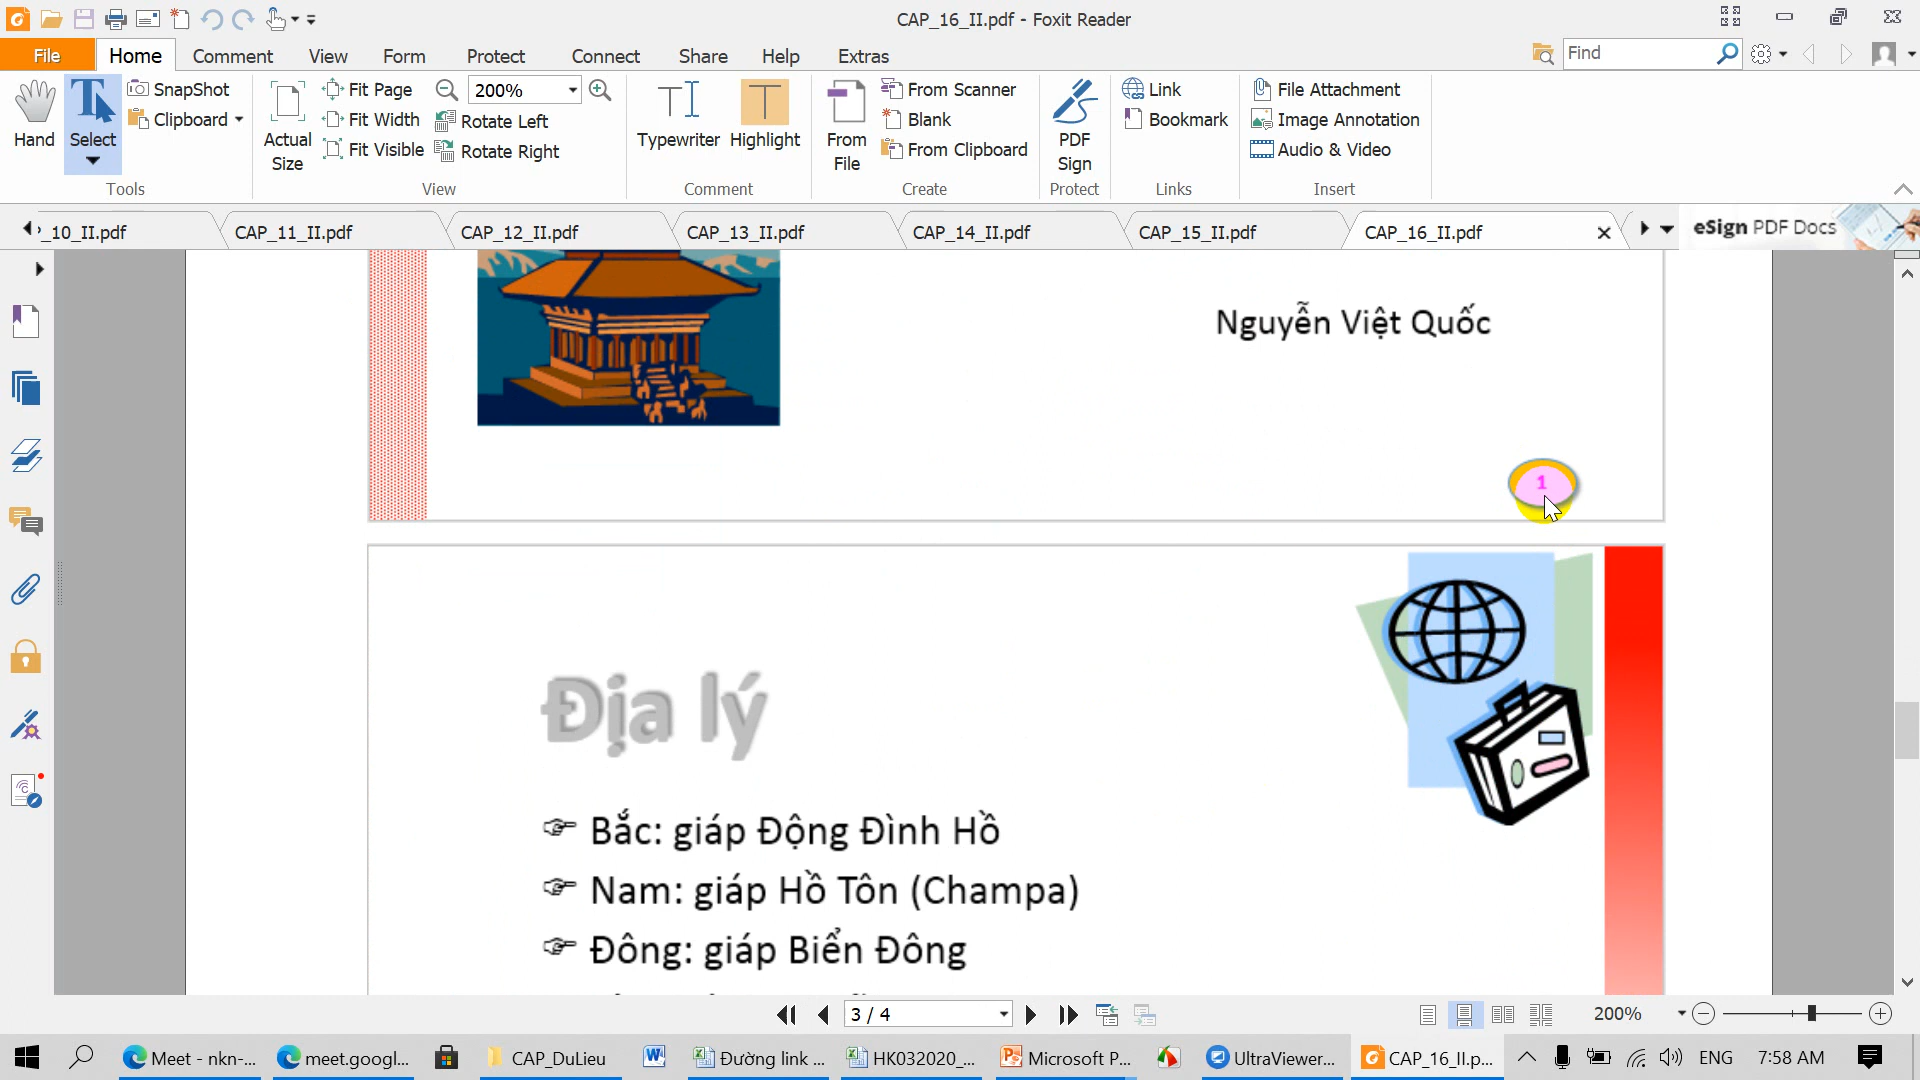 CAP_16_II.pdf - Foxit Reader
File Home Comment View Form Protect Connect Share Help Extras Find
Hand
Select
SnapShot
Clipboard
Tools
Actual
Size
Fit Page
Fit Width
Fit Visible
200%
Rotate Left
Rotate Right
View
Typewriter
Highlight
Comment
From
File
From Scanner
Blank
From Clipboard
Create
PDF
Sign
Protect
Link
Bookmark
Links
File Attachment
Image Annotation
Audio & Video
Insert
_10_II.pdf CAP_11_II.pdf CAP_12_II.pdf CAP_13_II.pdf CAP_14_II.pdf CAP_15_II.pdf CAP_16_II.pdf eSign PDF Docs
Nguyễn Việt Quốc
1
Địa lý
Bắc: giáp Động Đình Hồ
Nam: giáp Hồ Tôn (Champa)
Đông: giáp Biển Đông
3 / 4 200%
Meet - nkn-... meet.googl... CAP_DuLieu Đường link ... HK032020_... Microsoft P... UltraViewer... CAP_16_II.p... ENG 7:58 AM